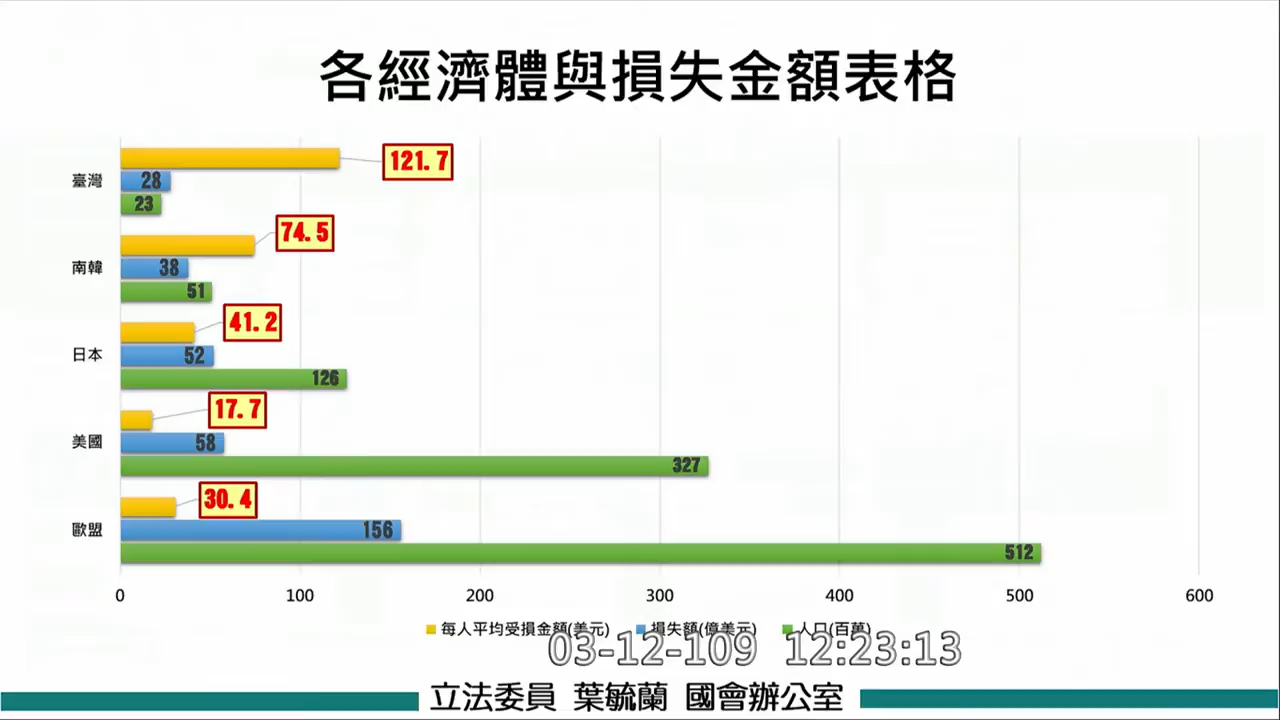 各經濟體與損失金額表格
臺灣
121.7
28
23
南韓
74.5
38
51
日本
41.2
52
126
美國
17.7
58
327
歐盟
30.4
156
512
0 100 200 300 400 500 600
每人平均受損金額(美元) 損失額(億美元) 人口(百萬)
03-12-109 12:23:13
立法委員 葉毓蘭 國會辦公室